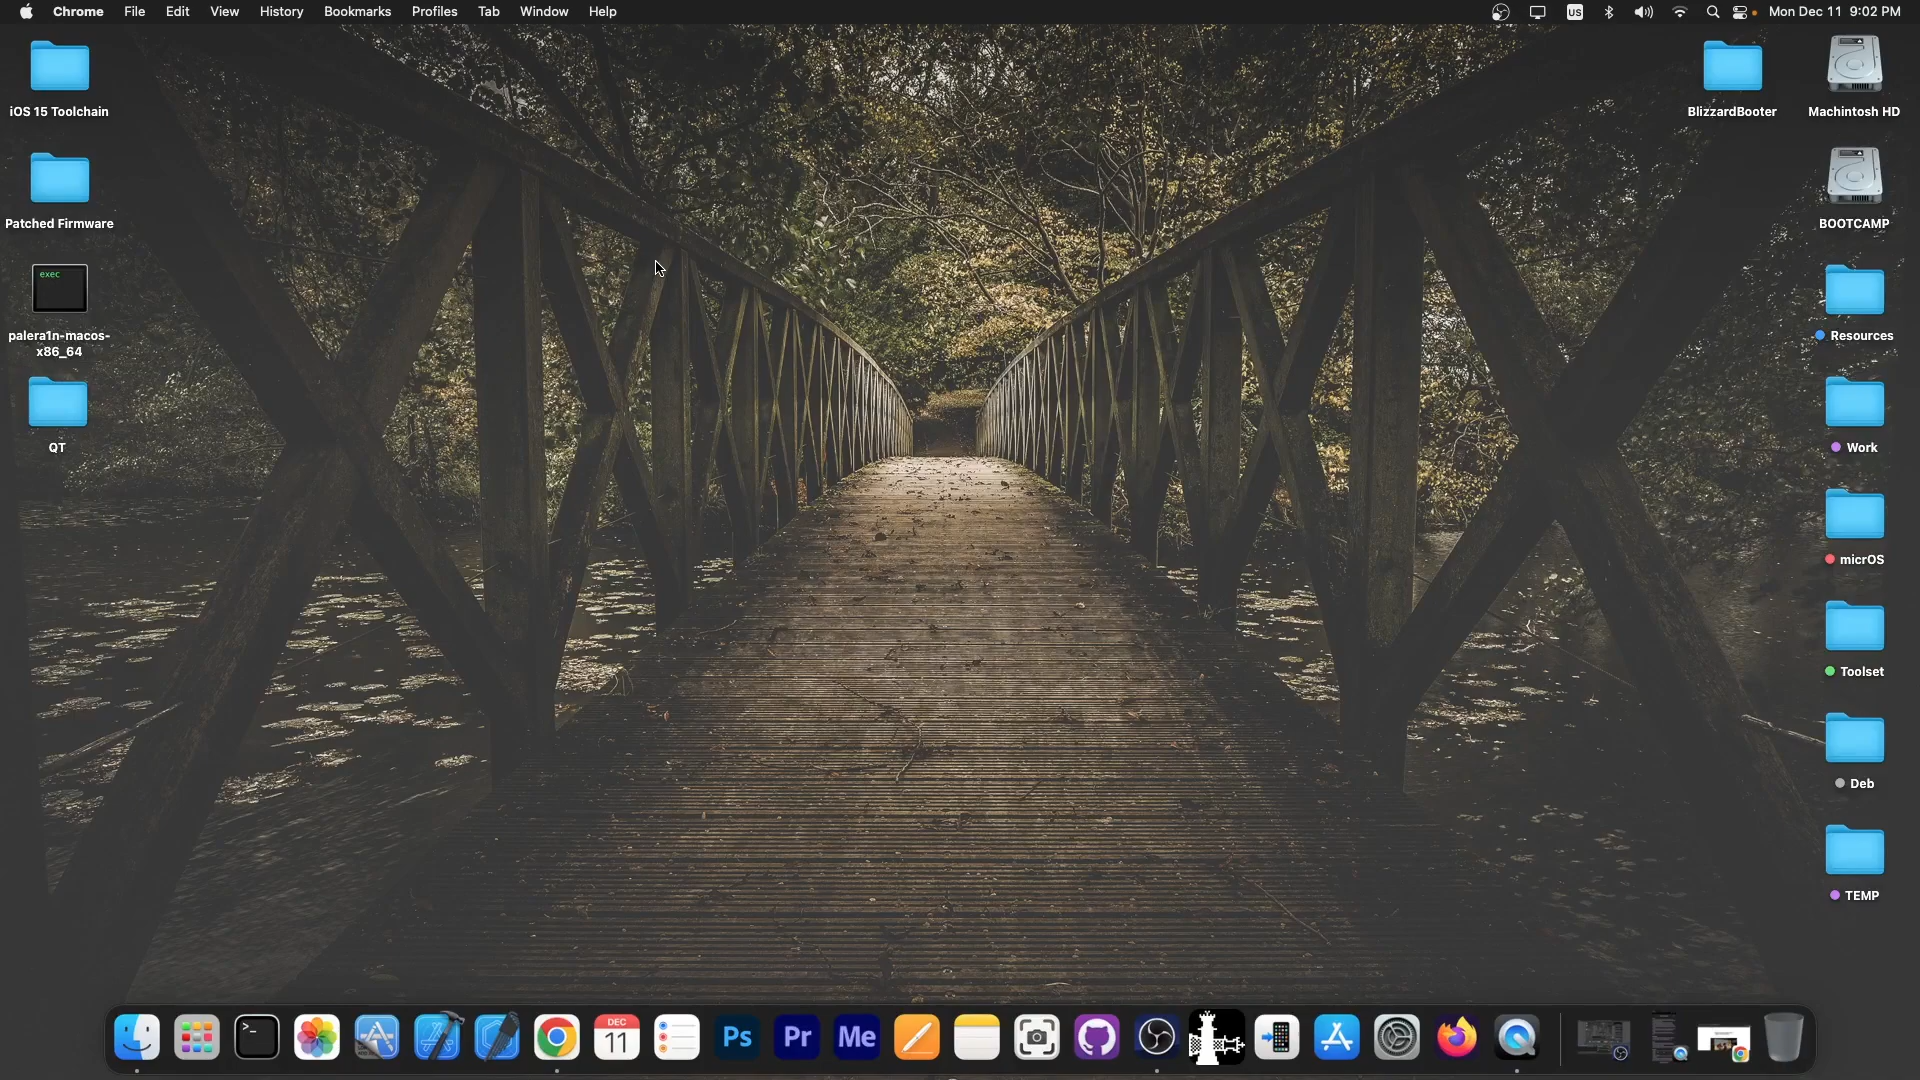 Chrome File Edit View History Bookmarks Profiles Tab Window Help
US Mon Dec 11 9:02 PM
iOS 15 Toolchain
Patched Firmware
exec
palera1n-macos-
x86_64
QT
BlizzardBooter
Machintosh HD
BOOTCAMP
Resources
Work
micrOS
Toolset
Deb
TEMP
>_
DEC
11
Ps
Pr
Me